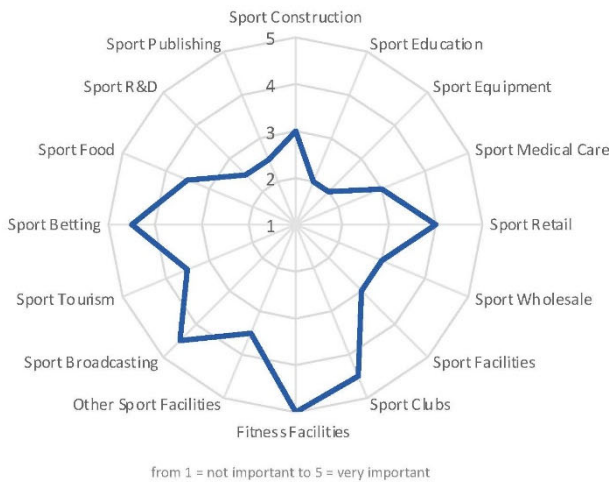 Sport Construction
Sport Publishing
Sport Education
Sport R&D
Sport Equipment
Sport Food
Sport Medical Care
Sport Betting
Sport Retail
Sport Tourism
Sport Wholesale
Sport Broadcasting
Sport Facilities
Other Sport Facilities
Sport Clubs
Fitness Facilities
5
4
3
2
1
from 1 = not important to 5 = very important